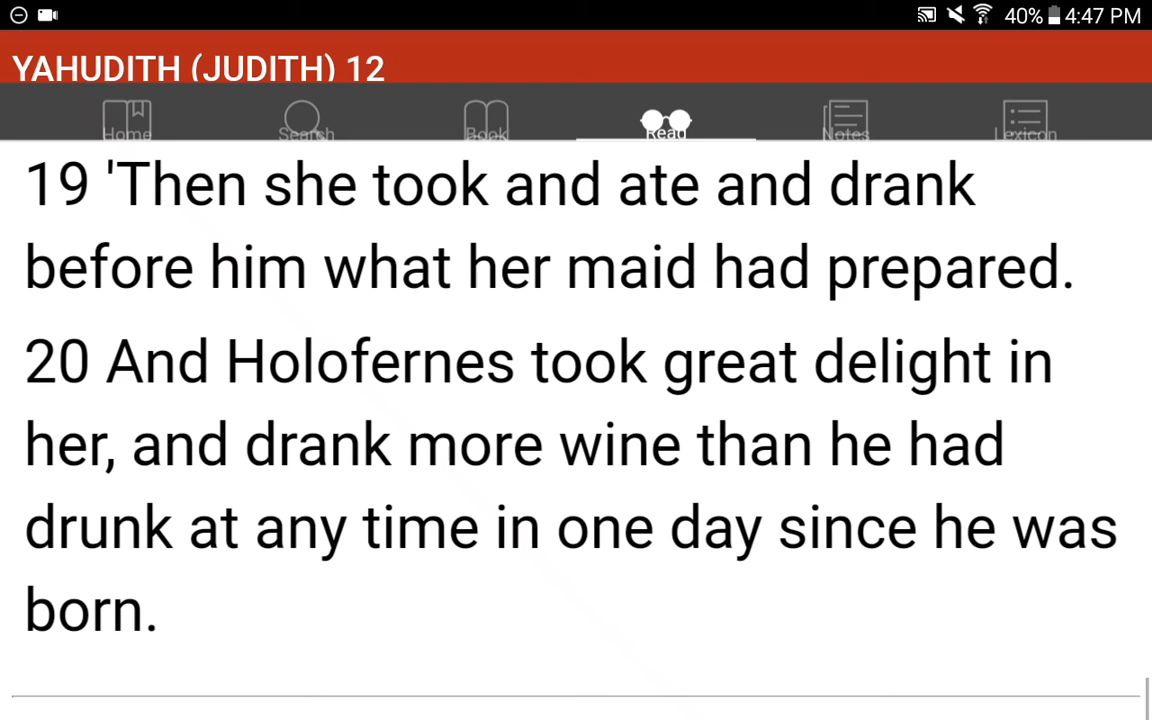 40% 4:47 PM
YAHUDITH (JUDITH) 12
Home Search Book Read Notes Lexicon
19 'Then she took and ate and drank
before him what her maid had prepared.
20 And Holofernes took great delight in
her, and drank more wine than he had
drunk at any time in one day since he was
born.